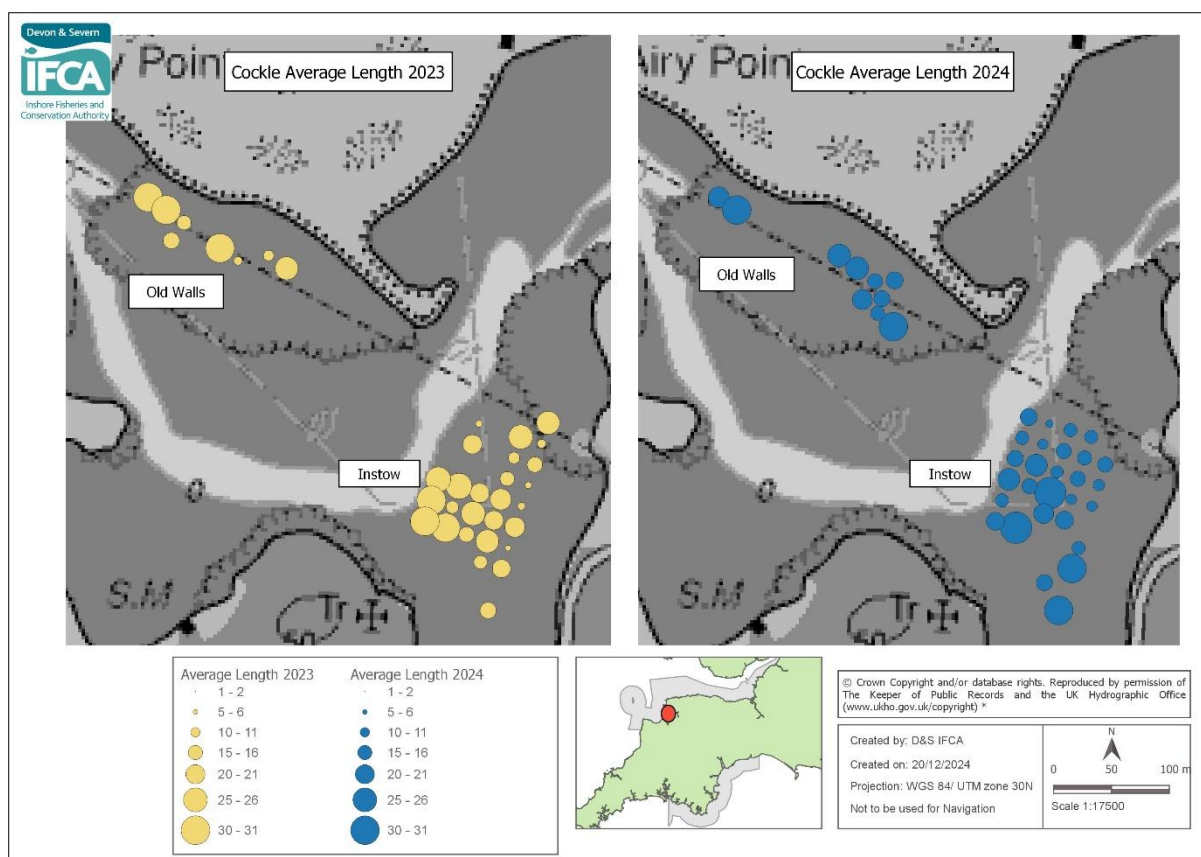 Devon & Severn
IFCA
Inshore Fisheries and
Conservation Authority
y Poin
Cockle Average Length 2023
Old Walls
Instow
S.M
Tr
Airy Poin
Cockle Average Length 2024
Old Walls
Instow
S.M
Tr
Average Length 2023
1 - 2
5 - 6
10 - 11
15 - 16
20 - 21
25 - 26
30 - 31
Average Length 2024
1 - 2
5 - 6
10 - 11
15 - 16
20 - 21
25 - 26
30 - 31
© Crown Copyright and/or database rights. Reproduced by permission of
The Keeper of Public Records and the UK Hydrographic Office
(www.ukho.gov.uk/copyright) *
Created by: D&S IFCA
Created on: 20/12/2024
Projection: WGS 84/ UTM zone 30N
Not to be used for Navigation
N
0 50 100 m
Scale 1:17500